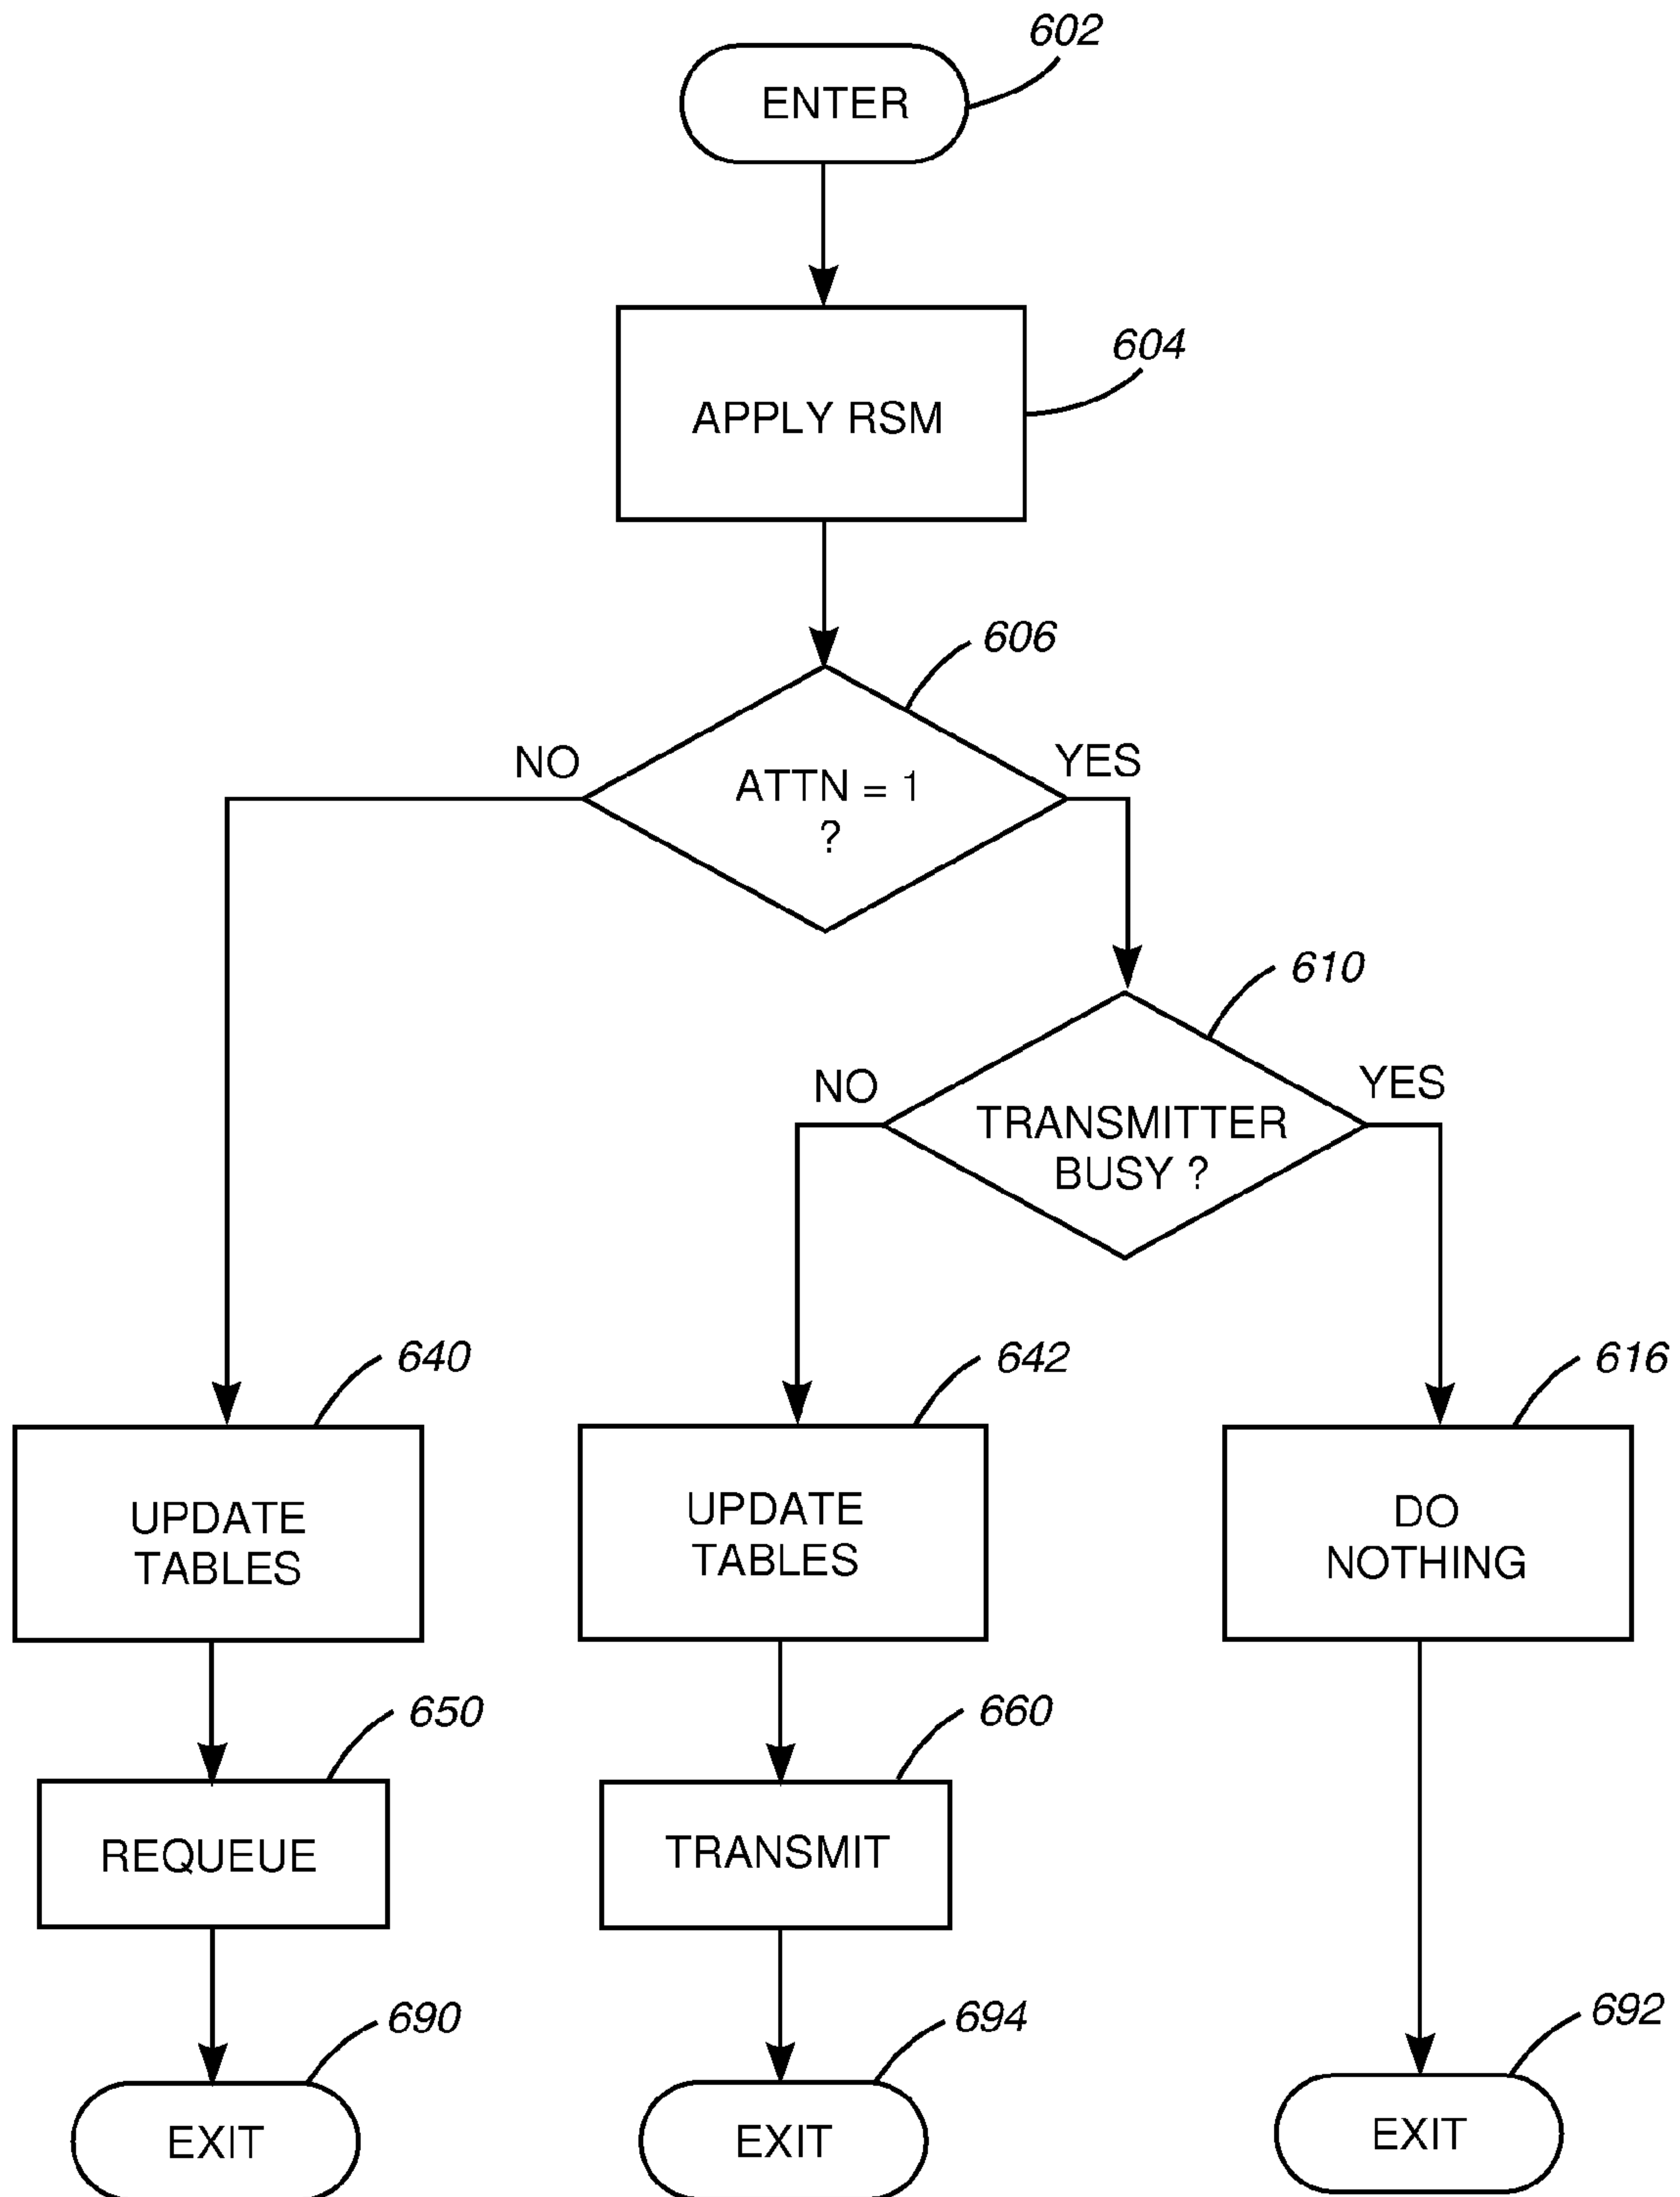 602
ENTER
604
APPLY RSM
606
NO
YES
ATTN = 1
?
610
NO
YES
TRANSMITTER
BUSY ?
640
642
616
UPDATE
TABLES
UPDATE
TABLES
DO
NOTHING
650
660
REQUEUE
TRANSMIT
690
694
692
EXIT
EXIT
EXIT